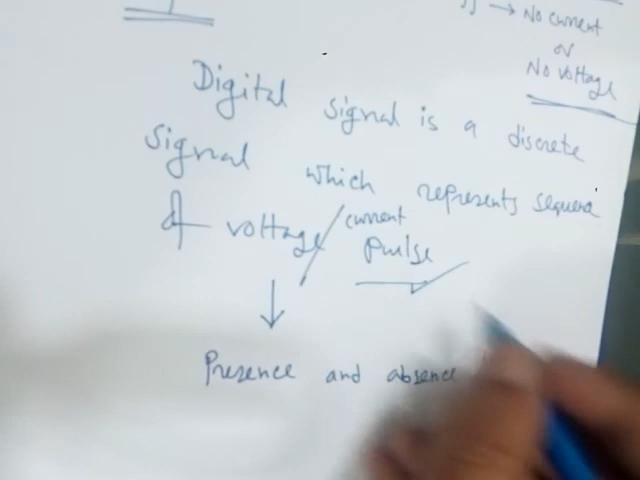 → No current
or
No voltage
Digital signal is a discrete
signal which represents sequence
of voltage / current
pulse
↓
Presence and absence